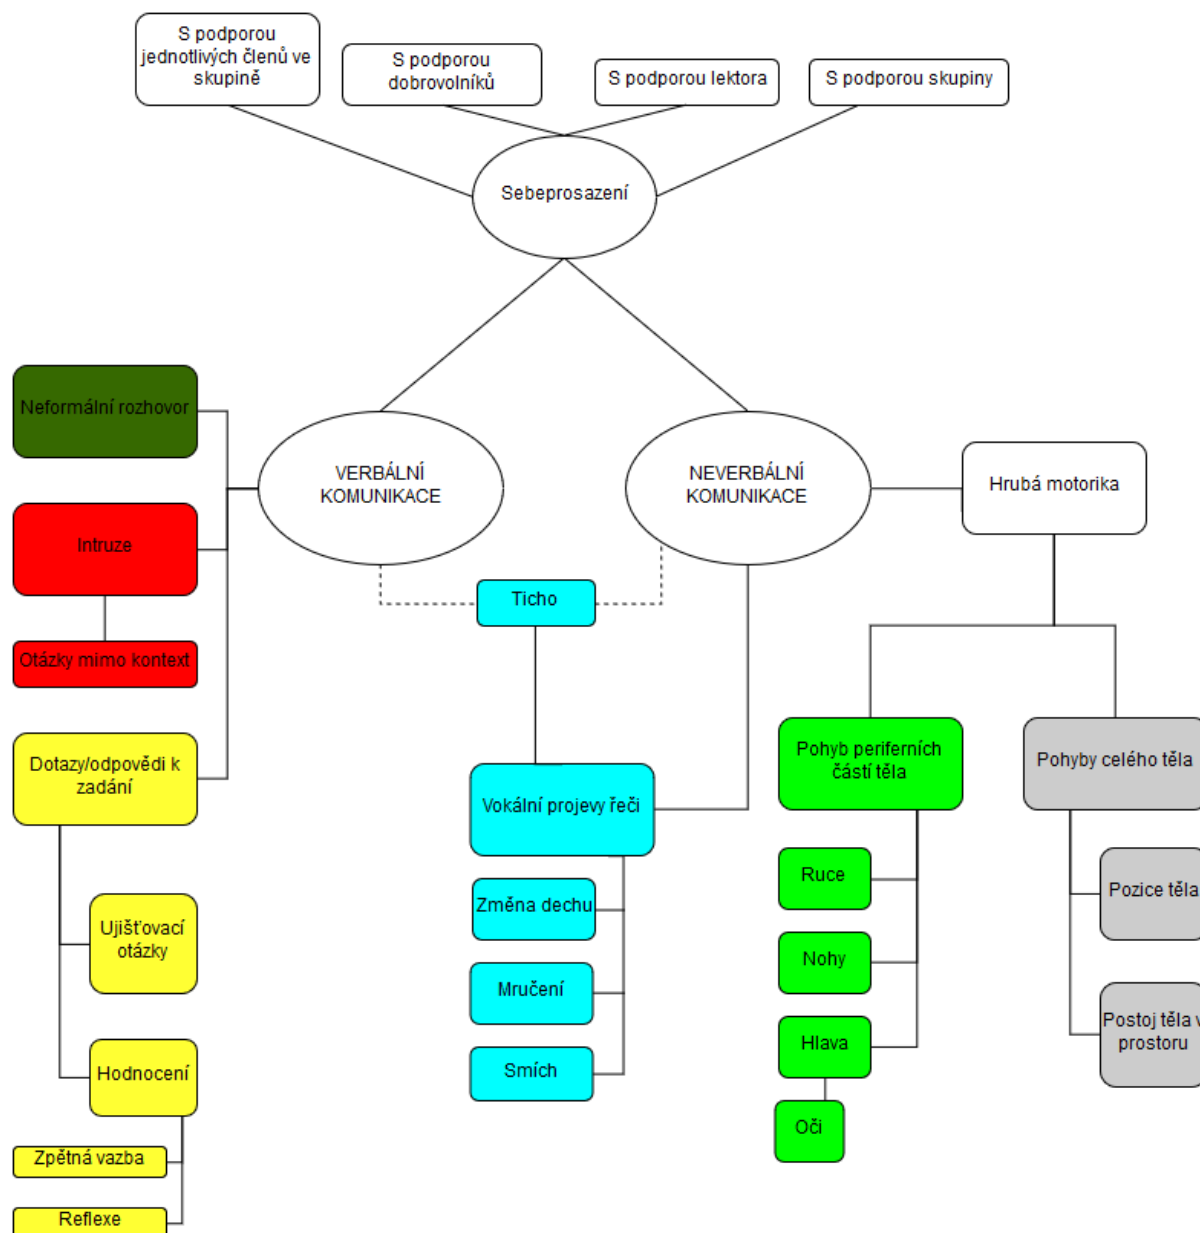 S podporou
jednotlivých členů ve
skupině
S podporou
dobrovolníků
S podporou lektora
S podporou skupiny
Sebeprosazení
Neformální rozhovor
VERBÁLNÍ
KOMUNIKACE
NEVERBÁLNÍ
KOMUNIKACE
Hrubá motorika
Intruze
Ticho
Otázky mimo kontext
Dotazy/odpovědi k
zadání
Vokální projevy řeči
Pohyb periferních
částí těla
Pohyby celého těla
Ujišťovací
otázky
Změna dechu
Ruce
Pozice těla
Mručení
Nohy
Hodnocení
Smích
Hlava
Postoj těla v
prostoru
Oči
Zpětná vazba
Reflexe